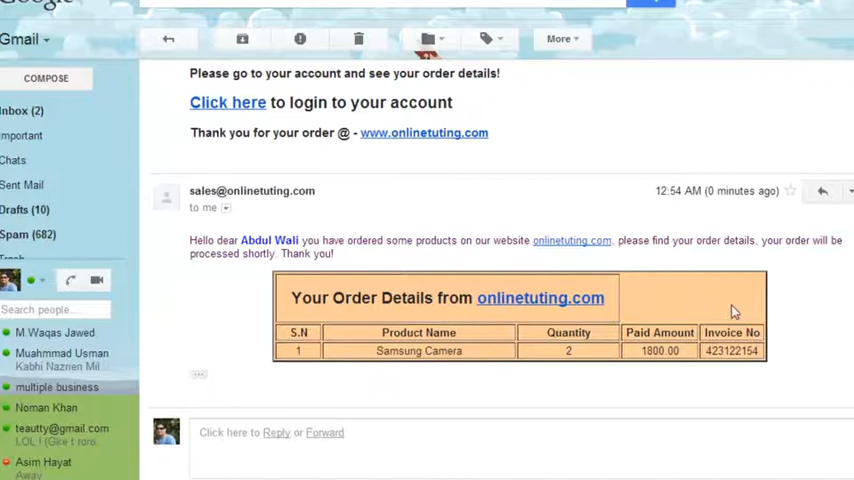 Google
Gmail
More
COMPOSE
Inbox (2)
Important
Chats
Sent Mail
Drafts (10)
Spam (682)
Search people...
M.Waqas Jawed
Muahmmad Usman
Kabhi Nazrien Mil
multiple business
Noman Khan
teautty@gmail.com
LOL ! (Gke t roro.
Asim Hayat
Away
Please go to your account and see your order details!
Click here to login to your account
Thank you for your order @ - www.onlinetuting.com
sales@onlinetuting.com
12:54 AM (0 minutes ago)
to me
Hello dear Abdul Wali you have ordered some products on our website onlinetuting.com, please find your order details, your order will be
processed shortly. Thank you!
Your Order Details from onlinetuting.com
S.N Product Name Quantity Paid Amount Invoice No
1 Samsung Camera 2 1800.00 423122154
Click here to Reply or Forward